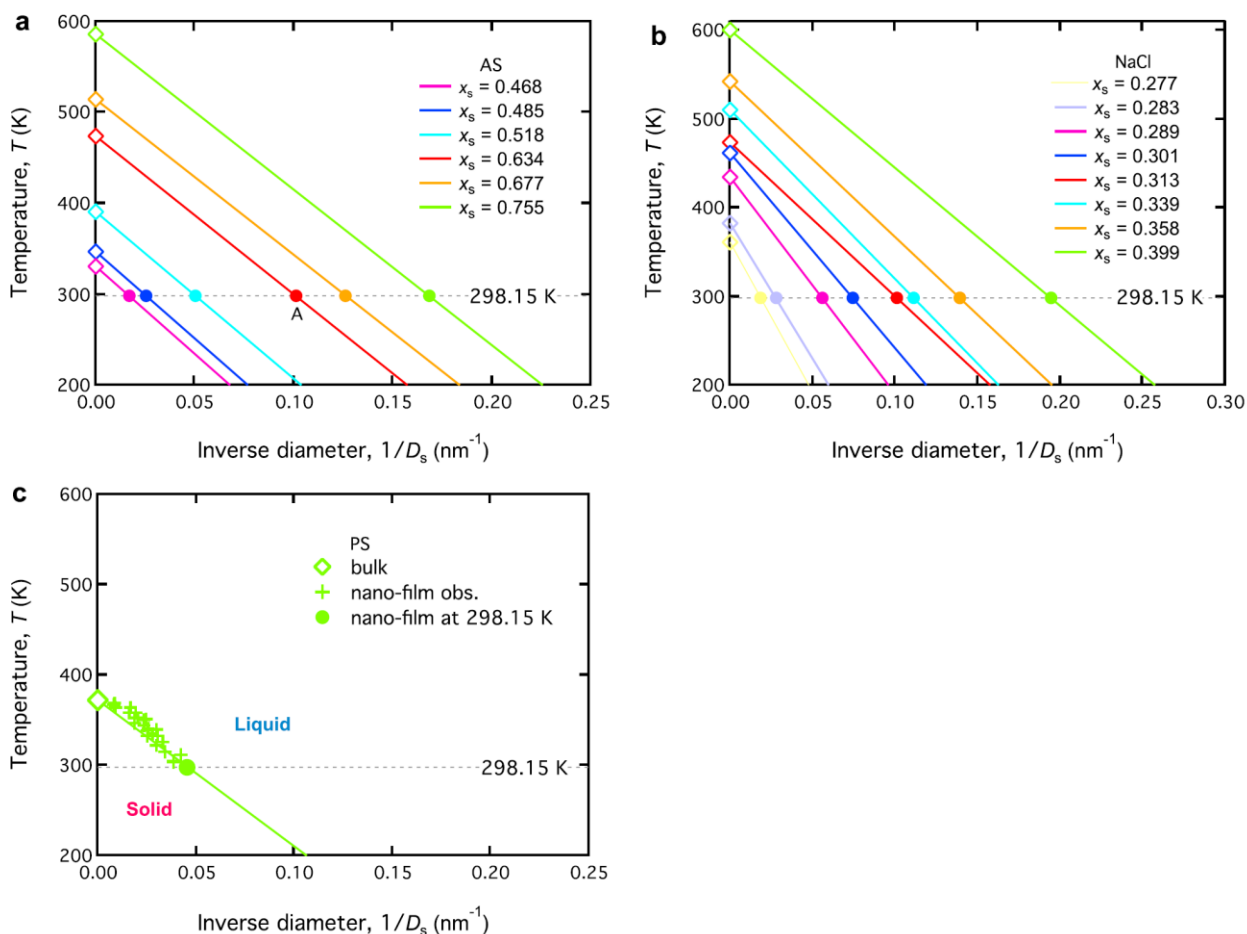 a
600
500
400
300
200
Temperature, T (K)
AS
xs = 0.468
xs = 0.485
xs = 0.518
xs = 0.634
xs = 0.677
xs = 0.755
298.15 K
A
0.00 0.05 0.10 0.15 0.20 0.25
Inverse diameter, 1/Ds (nm⁻¹)
b
600
500
400
300
200
Temperature, T (K)
NaCl
xs = 0.277
xs = 0.283
xs = 0.289
xs = 0.301
xs = 0.313
xs = 0.339
xs = 0.358
xs = 0.399
298.15 K
0.00 0.05 0.10 0.15 0.20 0.25 0.30
Inverse diameter, 1/Ds (nm⁻¹)
c
600
500
400
300
200
Temperature, T (K)
PS
bulk
nano-film obs.
nano-film at 298.15 K
Liquid
298.15 K
Solid
0.00 0.05 0.10 0.15 0.20 0.25
Inverse diameter, 1/Ds (nm⁻¹)